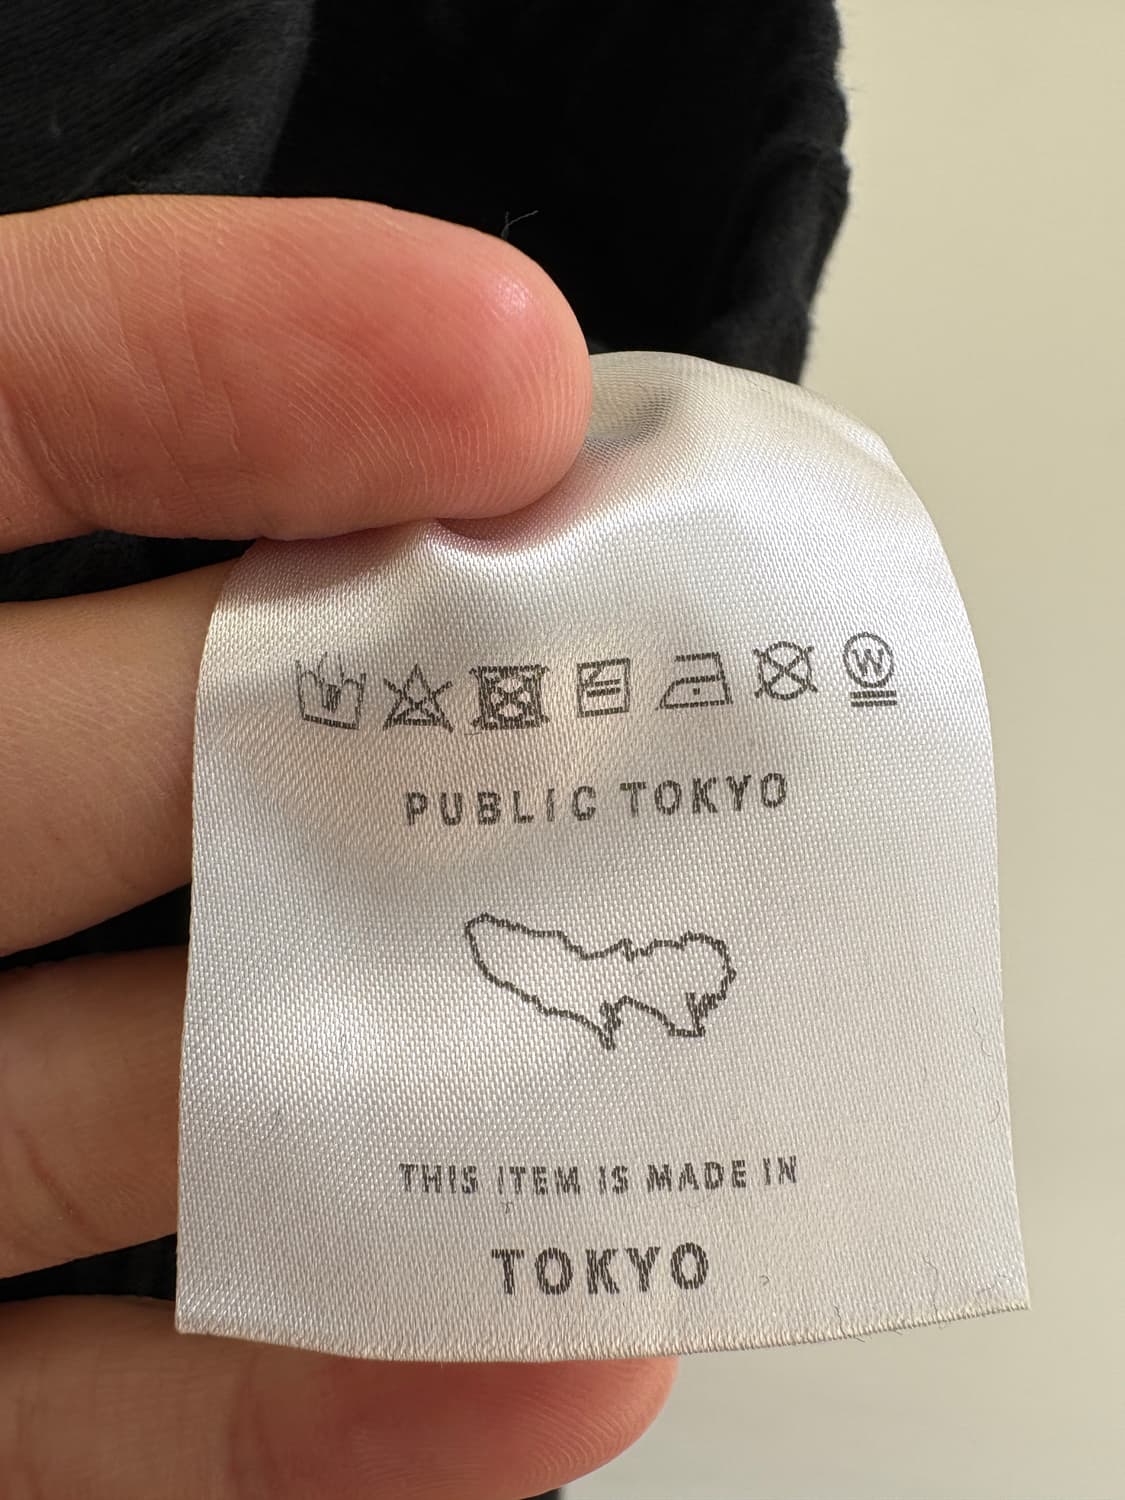 W
PUBLIC TOKYO
THIS ITEM IS MADE IN
TOKYO